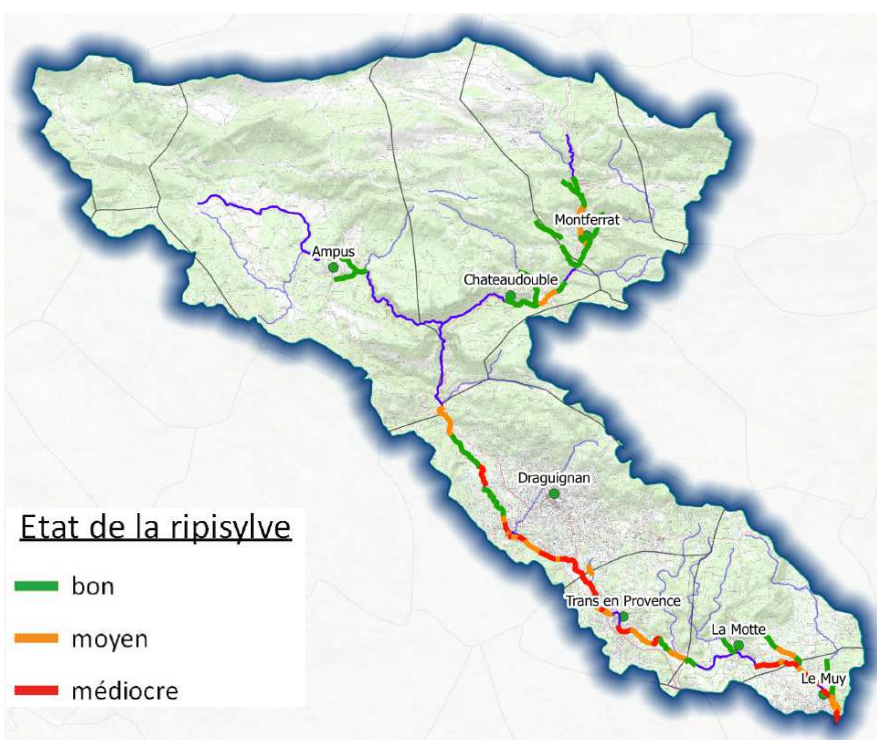 Montferrat
Ampus
Chateaudouble
Draguignan
Etat de la ripisylve
bon
moyen
médiocre
Trans en Provence
La Motte
Le Muy